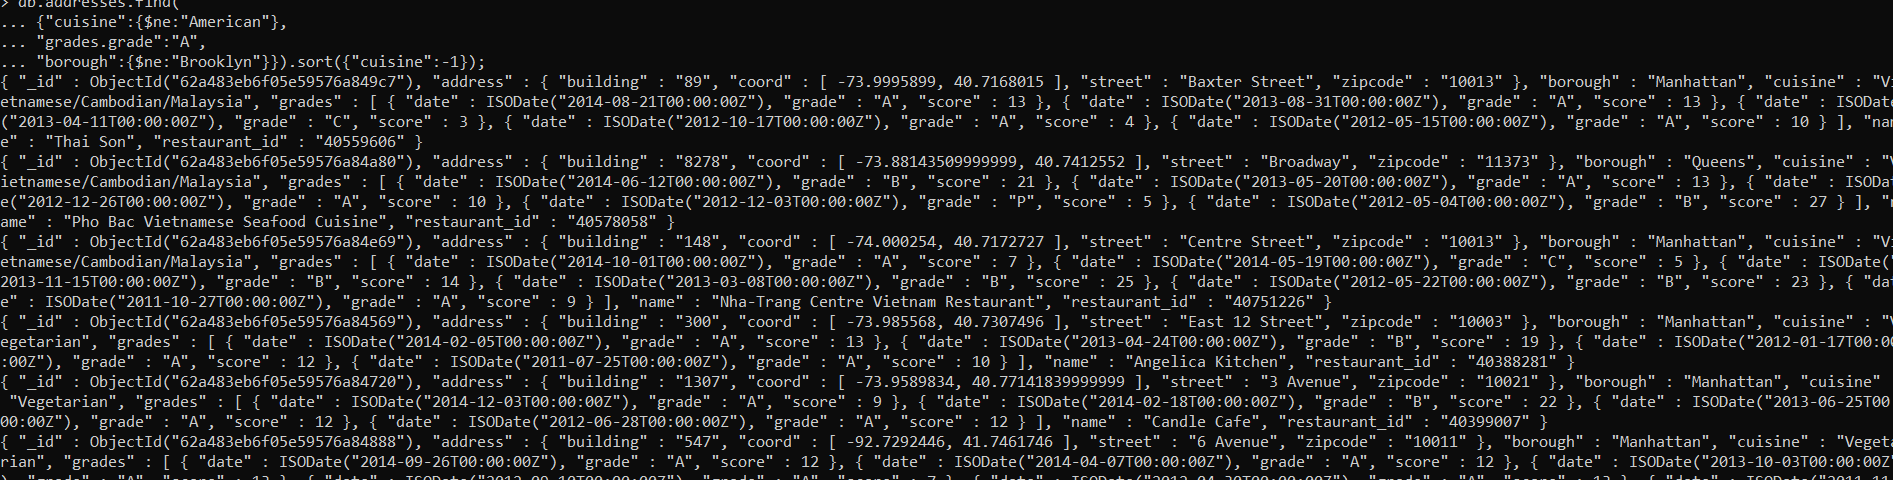 > db.addresses.find(
... {"cuisine":{$ne:"American"},
... "grades.grade":"A",
... "borough":{$ne:"Brooklyn"}}).sort({"cuisine":-1});
{ "_id" : ObjectId("62a483eb6f05e59576a849c7"), "address" : { "building" : "89", "coord" : [ -73.9995899, 40.7168015 ], "street" : "Baxter Street", "zipcode" : "10013" }, "borough" : "Manhattan", "cuisine" : "Vi
etnamese/Cambodian/Malaysia", "grades" : [ { "date" : ISODate("2014-08-21T00:00:00Z"), "grade" : "A", "score" : 13 }, { "date" : ISODate("2013-08-31T00:00:00Z"), "grade" : "A", "score" : 13 }, { "date" : ISODate
("2013-04-11T00:00:00Z"), "grade" : "C", "score" : 3 }, { "date" : ISODate("2012-10-17T00:00:00Z"), "grade" : "A", "score" : 4 }, { "date" : ISODate("2012-05-15T00:00:00Z"), "grade" : "A", "score" : 10 } ], "nam
e" : "Thai Son", "restaurant_id" : "40559606" }
{ "_id" : ObjectId("62a483eb6f05e59576a84a80"), "address" : { "building" : "8278", "coord" : [ -73.88143509999999, 40.7412552 ], "street" : "Broadway", "zipcode" : "11373" }, "borough" : "Queens", "cuisine" : "V
ietnamese/Cambodian/Malaysia", "grades" : [ { "date" : ISODate("2014-06-12T00:00:00Z"), "grade" : "B", "score" : 21 }, { "date" : ISODate("2013-05-20T00:00:00Z"), "grade" : "A", "score" : 13 }, { "date" : ISODat
e("2012-12-26T00:00:00Z"), "grade" : "A", "score" : 10 }, { "date" : ISODate("2012-12-03T00:00:00Z"), "grade" : "P", "score" : 5 }, { "date" : ISODate("2012-05-04T00:00:00Z"), "grade" : "B", "score" : 27 } ], "n
ame" : "Pho Bac Vietnamese Seafood Cuisine", "restaurant_id" : "40578058" }
{ "_id" : ObjectId("62a483eb6f05e59576a84e69"), "address" : { "building" : "148", "coord" : [ -74.000254, 40.7172727 ], "street" : "Centre Street", "zipcode" : "10013" }, "borough" : "Manhattan", "cuisine" : "Vi
etnamese/Cambodian/Malaysia", "grades" : [ { "date" : ISODate("2014-10-01T00:00:00Z"), "grade" : "A", "score" : 7 }, { "date" : ISODate("2014-05-19T00:00:00Z"), "grade" : "C", "score" : 5 }, { "date" : ISODate("
2013-11-15T00:00:00Z"), "grade" : "B", "score" : 14 }, { "date" : ISODate("2013-03-08T00:00:00Z"), "grade" : "B", "score" : 25 }, { "date" : ISODate("2012-05-22T00:00:00Z"), "grade" : "B", "score" : 23 }, { "dat
e" : ISODate("2011-10-27T00:00:00Z"), "grade" : "A", "score" : 9 } ], "name" : "Nha-Trang Centre Vietnam Restaurant", "restaurant_id" : "40751226" }
{ "_id" : ObjectId("62a483eb6f05e59576a84569"), "address" : { "building" : "300", "coord" : [ -73.985568, 40.7307496 ], "street" : "East 12 Street", "zipcode" : "10003" }, "borough" : "Manhattan", "cuisine" : "V
egetarian", "grades" : [ { "date" : ISODate("2014-02-05T00:00:00Z"), "grade" : "A", "score" : 13 }, { "date" : ISODate("2013-04-24T00:00:00Z"), "grade" : "B", "score" : 19 }, { "date" : ISODate("2012-01-17T00:00
:00Z"), "grade" : "A", "score" : 12 }, { "date" : ISODate("2011-07-25T00:00:00Z"), "grade" : "A", "score" : 10 } ], "name" : "Angelica Kitchen", "restaurant_id" : "40388281" }
{ "_id" : ObjectId("62a483eb6f05e59576a84720"), "address" : { "building" : "1307", "coord" : [ -73.9589834, 40.77141839999999 ], "street" : "3 Avenue", "zipcode" : "10021" }, "borough" : "Manhattan", "cuisine" :
 "Vegetarian", "grades" : [ { "date" : ISODate("2014-12-03T00:00:00Z"), "grade" : "A", "score" : 9 }, { "date" : ISODate("2014-02-18T00:00:00Z"), "grade" : "B", "score" : 22 }, { "date" : ISODate("2013-06-25T00:
00:00Z"), "grade" : "A", "score" : 12 }, { "date" : ISODate("2012-06-28T00:00:00Z"), "grade" : "A", "score" : 12 } ], "name" : "Candle Cafe", "restaurant_id" : "40399007" }
{ "_id" : ObjectId("62a483eb6f05e59576a84888"), "address" : { "building" : "547", "coord" : [ -92.7292446, 41.7461746 ], "street" : "6 Avenue", "zipcode" : "10011" }, "borough" : "Manhattan", "cuisine" : "Vegeta
rian", "grades" : [ { "date" : ISODate("2014-09-26T00:00:00Z"), "grade" : "A", "score" : 12 }, { "date" : ISODate("2014-04-07T00:00:00Z"), "grade" : "A", "score" : 12 }, { "date" : ISODate("2013-10-03T00:00:00Z"